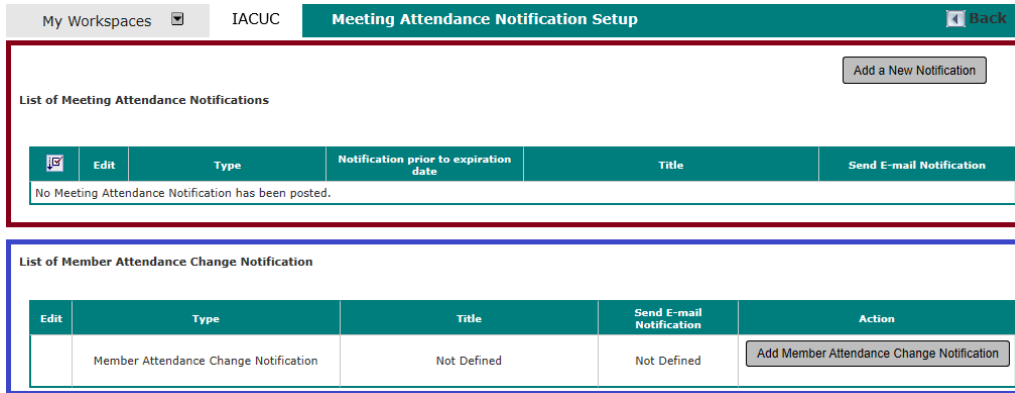 My Workspaces IACUC Meeting Attendance Notification Setup Back
Add a New Notification
List of Meeting Attendance Notifications
Edit Type Notification prior to expiration date Title Send E-mail Notification
No Meeting Attendance Notification has been posted.
List of Member Attendance Change Notification
Edit Type Title Send E-mail Notification Action
Member Attendance Change Notification Not Defined Not Defined Add Member Attendance Change Notification